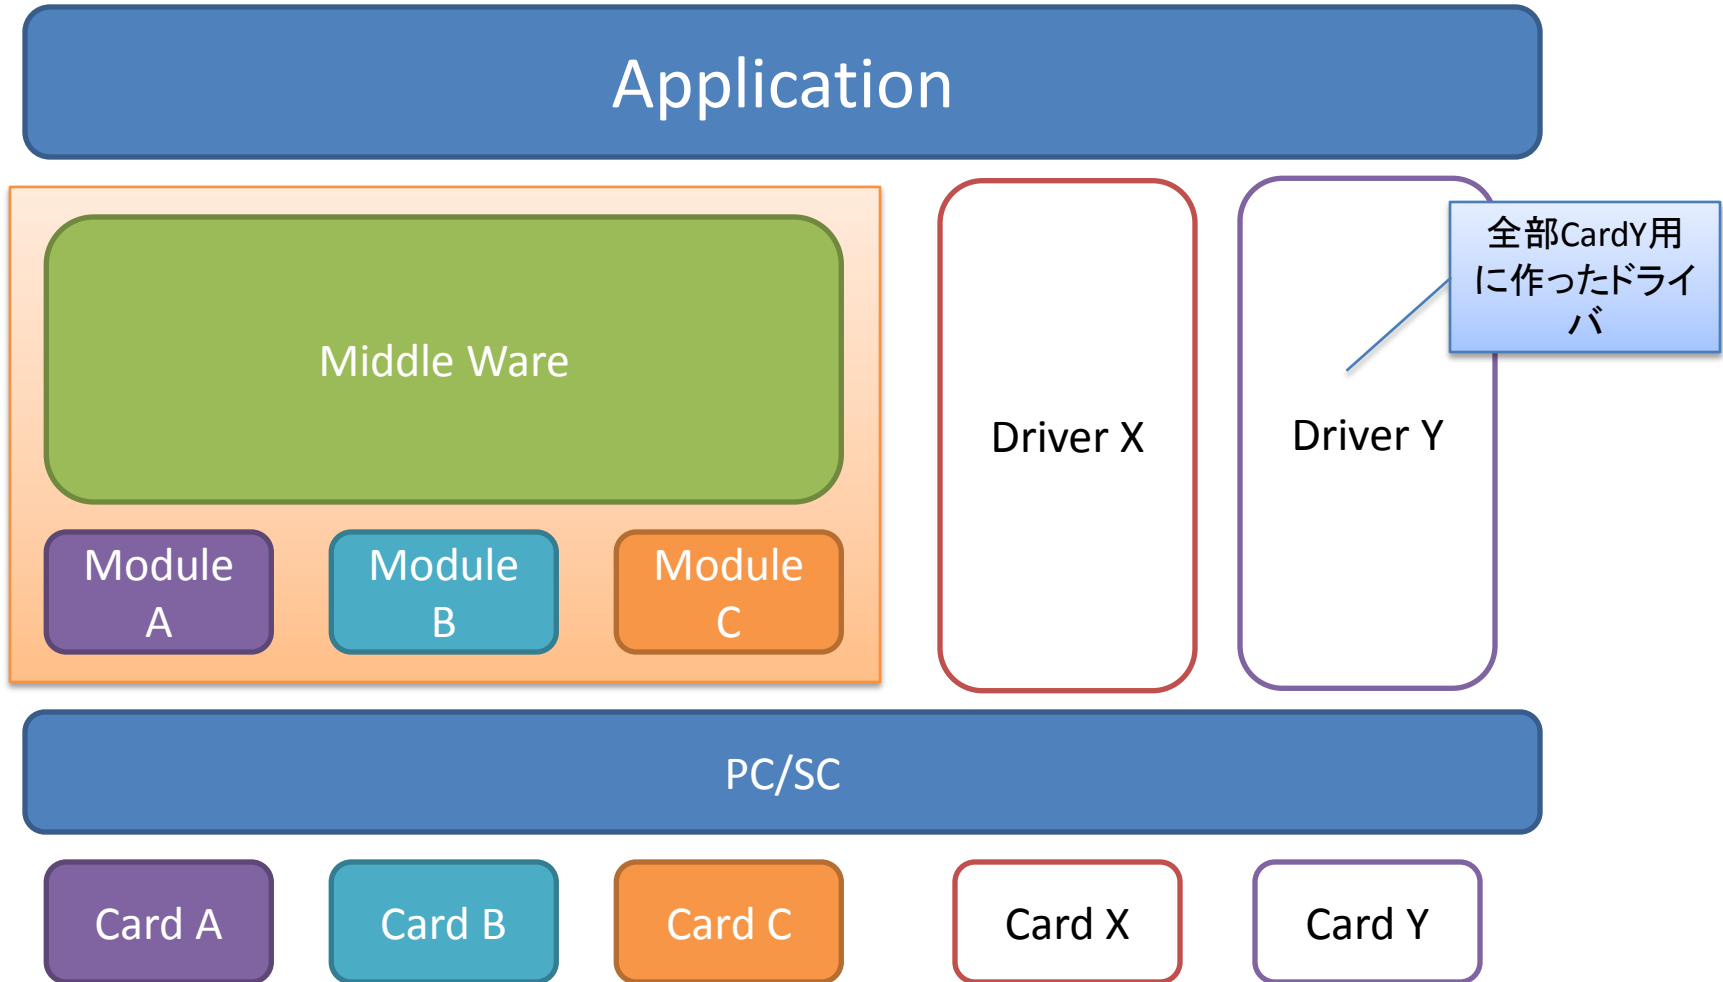 Application
全部CardY用
に作ったドライ
バ
Middle Ware
Driver X
Driver Y
Module
A
Module
B
Module
C
PC/SC
Card A
Card B
Card C
Card X
Card Y